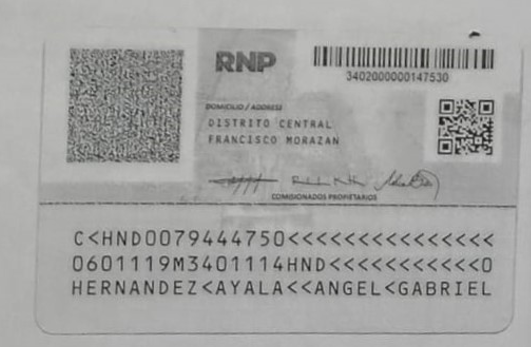 RNP
3402000000147530
DOMICILIO / ADDRESS
DISTRITO CENTRAL
FRANCISCO MORAZAN
COMISIONADOS PROPIETARIOS
C<HND0079444750<<<<<<<<<<<<<<<
0601119M3401114HND<<<<<<<<<<<0
HERNANDEZ<AYALA<<ANGEL<GABRIEL